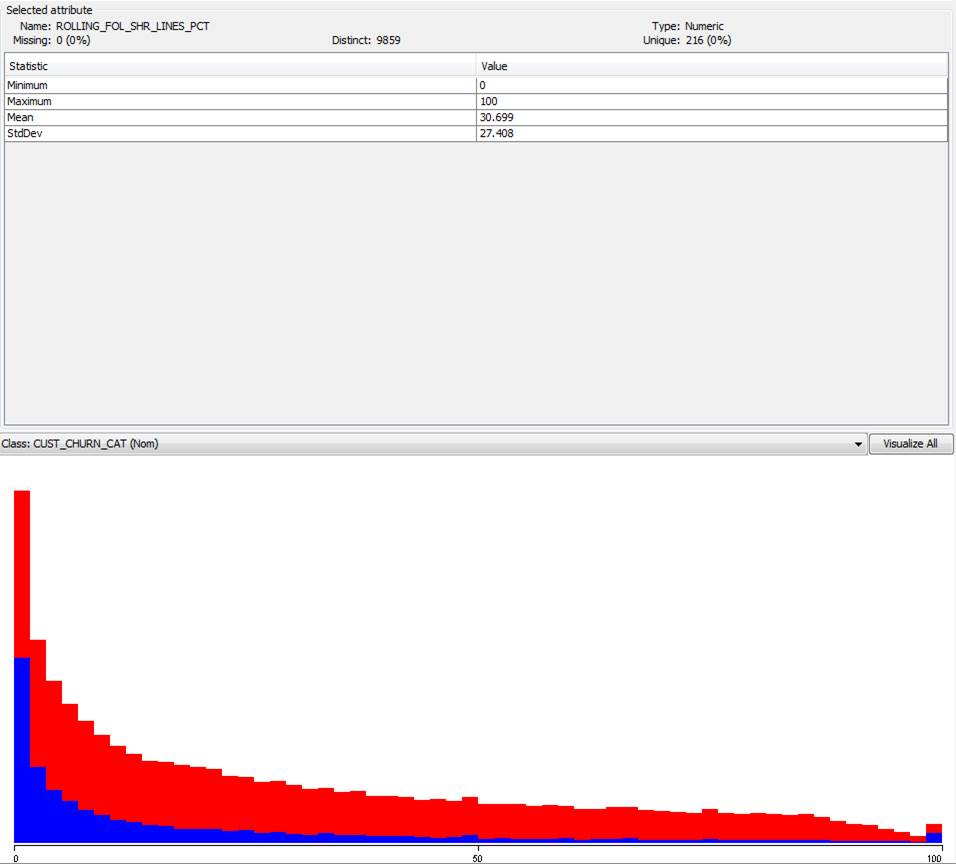 Selected attribute
Name: ROLLING_FOL_SHR_LINES_PCT Type: Numeric
Missing: 0 (0%) Distinct: 9859 Unique: 216 (0%)
Statistic Value
Minimum 0
Maximum 100
Mean 30.699
StdDev 27.408
Class: CUST_CHURN_CAT (Nom) Visualize All
0 50 100